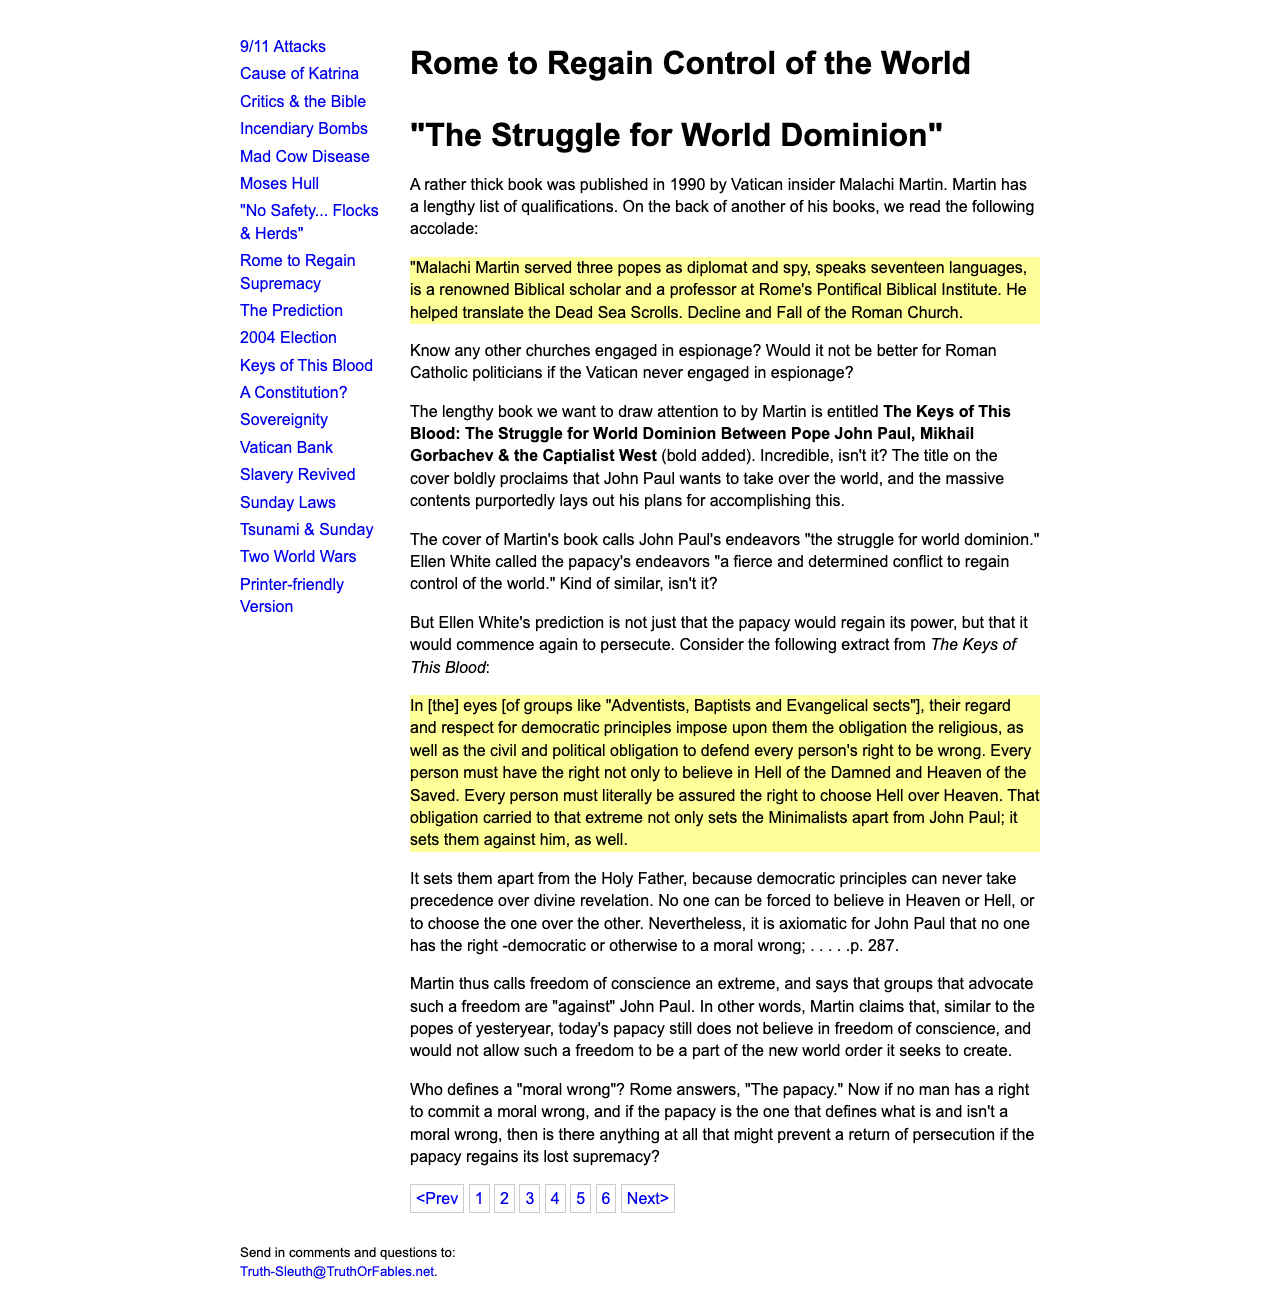 9/11 Attacks
Cause of Katrina
Critics & the Bible
Incendiary Bombs
Mad Cow Disease
Moses Hull
"No Safety... Flocks
& Herds"
Rome to Regain
Supremacy
The Prediction
2004 Election
Keys of This Blood
A Constitution?
Sovereignity
Vatican Bank
Slavery Revived
Sunday Laws
Tsunami & Sunday
Two World Wars
Printer-friendly
Version
Rome to Regain Control of the World
"The Struggle for World Dominion"
A rather thick book was published in 1990 by Vatican insider Malachi Martin. Martin has
a lengthy list of qualifications. On the back of another of his books, we read the following
accolade:
"Malachi Martin served three popes as diplomat and spy, speaks seventeen languages,
is a renowned Biblical scholar and a professor at Rome's Pontifical Biblical Institute. He
helped translate the Dead Sea Scrolls. Decline and Fall of the Roman Church.
Know any other churches engaged in espionage? Would it not be better for Roman
Catholic politicians if the Vatican never engaged in espionage?
The lengthy book we want to draw attention to by Martin is entitled The Keys of This
Blood: The Struggle for World Dominion Between Pope John Paul, Mikhail
Gorbachev & the Captialist West (bold added). Incredible, isn't it? The title on the
cover boldly proclaims that John Paul wants to take over the world, and the massive
contents purportedly lays out his plans for accomplishing this.
The cover of Martin's book calls John Paul's endeavors "the struggle for world dominion."
Ellen White called the papacy's endeavors "a fierce and determined conflict to regain
control of the world." Kind of similar, isn't it?
But Ellen White's prediction is not just that the papacy would regain its power, but that it
would commence again to persecute. Consider the following extract from The Keys of
This Blood:
In [the] eyes [of groups like "Adventists, Baptists and Evangelical sects"], their regard
and respect for democratic principles impose upon them the obligation the religious, as
well as the civil and political obligation to defend every person's right to be wrong. Every
person must have the right not only to believe in Hell of the Damned and Heaven of the
Saved. Every person must literally be assured the right to choose Hell over Heaven. That
obligation carried to that extreme not only sets the Minimalists apart from John Paul; it
sets them against him, as well.
It sets them apart from the Holy Father, because democratic principles can never take
precedence over divine revelation. No one can be forced to believe in Heaven or Hell, or
to choose the one over the other. Nevertheless, it is axiomatic for John Paul that no one
has the right -democratic or otherwise to a moral wrong; . . . . .p. 287.
Martin thus calls freedom of conscience an extreme, and says that groups that advocate
such a freedom are "against" John Paul. In other words, Martin claims that, similar to the
popes of yesteryear, today's papacy still does not believe in freedom of conscience, and
would not allow such a freedom to be a part of the new world order it seeks to create.
Who defines a "moral wrong"? Rome answers, "The papacy." Now if no man has a right
to commit a moral wrong, and if the papacy is the one that defines what is and isn't a
moral wrong, then is there anything at all that might prevent a return of persecution if the
papacy regains its lost supremacy?
<Prev 1 2 3 4 5 6 Next>
Send in comments and questions to:
Truth-Sleuth@TruthOrFables.net.